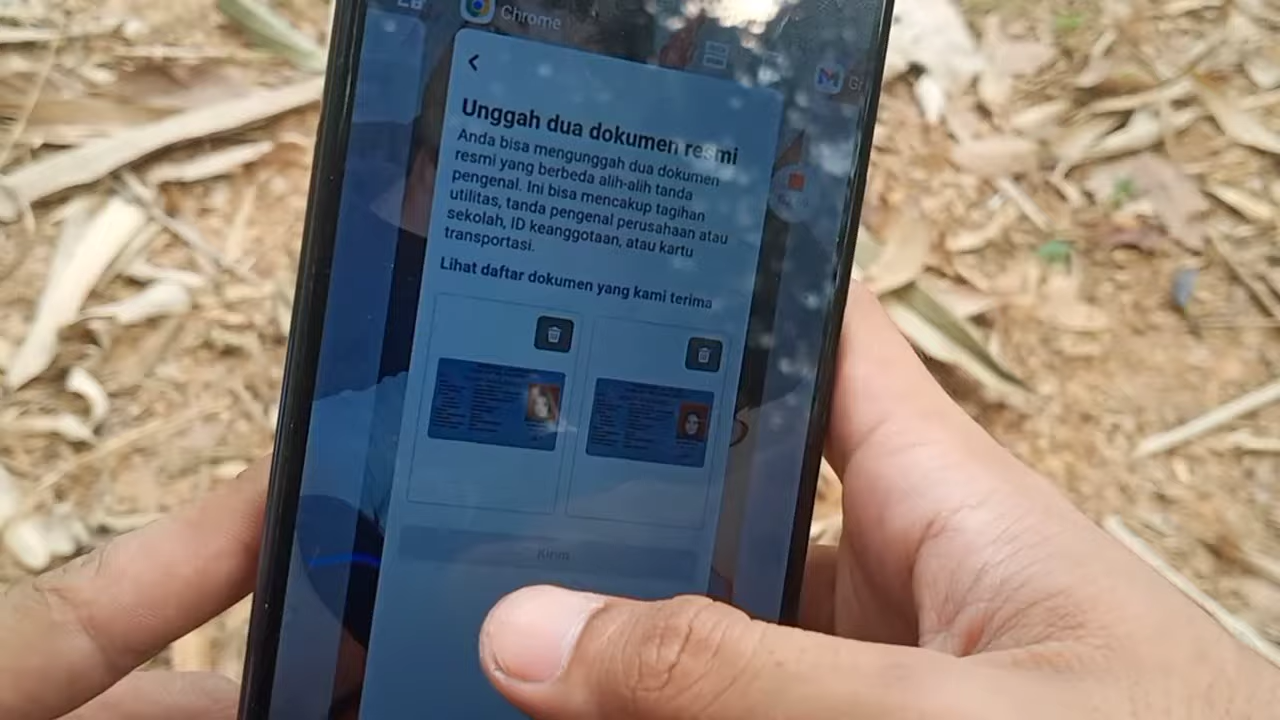 Chrome
Unggah dua dokumen resmi
Anda bisa mengunggah dua dokumen
resmi yang berbeda alih-alih tanda
pengenal. Ini bisa mencakup tagihan
utilitas, tanda pengenal perusahaan atau
sekolah, ID keanggotaan, atau kartu
transportasi.
Lihat daftar dokumen yang kami terima
Kirim